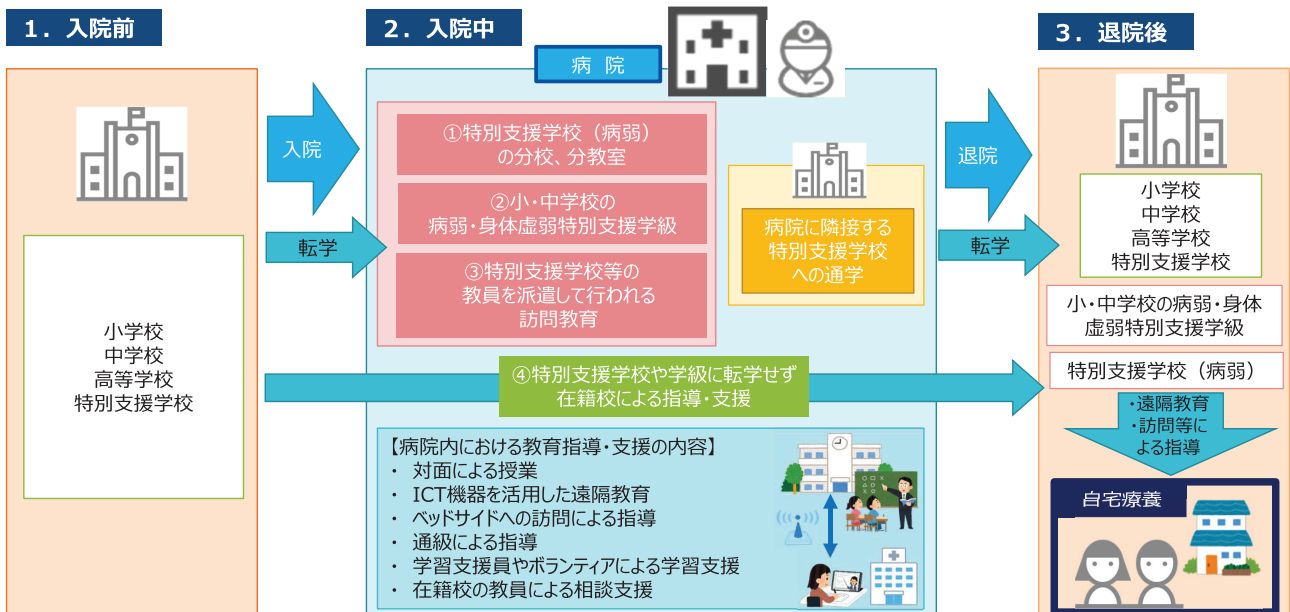 1．入院前
小学校
中学校
高等学校
特別支援学校
入院
転学
2．入院中
病 院
①特別支援学校（病弱）
の分校、分教室
②小・中学校の
病弱・身体虚弱特別支援学級
③特別支援学校等の
教員を派遣して行われる
訪問教育
病院に隣接する
特別支援学校
への通学
④特別支援学校や学級に転学せず
在籍校による指導・支援
【病院内における教育指導・支援の内容】
・ 対面による授業
・ ICT機器を活用した遠隔教育
・ ベッドサイドへの訪問による指導
・ 通級による指導
・ 学習支援員やボランティアによる学習支援
・ 在籍校の教員による相談支援
退院
転学
3．退院後
小学校
中学校
高等学校
特別支援学校
小・中学校の病弱・身体
虚弱特別支援学級
特別支援学校（病弱）
・遠隔教育
・訪問等に
よる指導
自宅療養